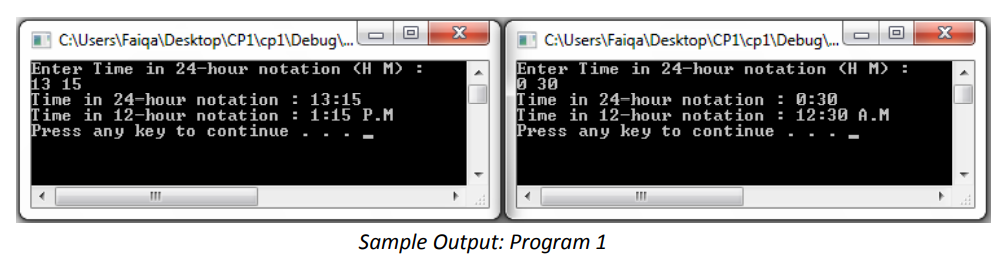 C:\Users\Faiqa\Desktop\CP1\cp1\Debug\...
Enter Time in 24-hour notation (H M) :
13 15
Time in 24-hour notation : 13:15
Time in 12-hour notation : 1:15 P.M
Press any key to continue . . . _
C:\Users\Faiqa\Desktop\CP1\cp1\Debug\...
Enter Time in 24-hour notation (H M) :
0 30
Time in 24-hour notation : 0:30
Time in 12-hour notation : 12:30 A.M
Press any key to continue . . . _
Sample Output: Program 1